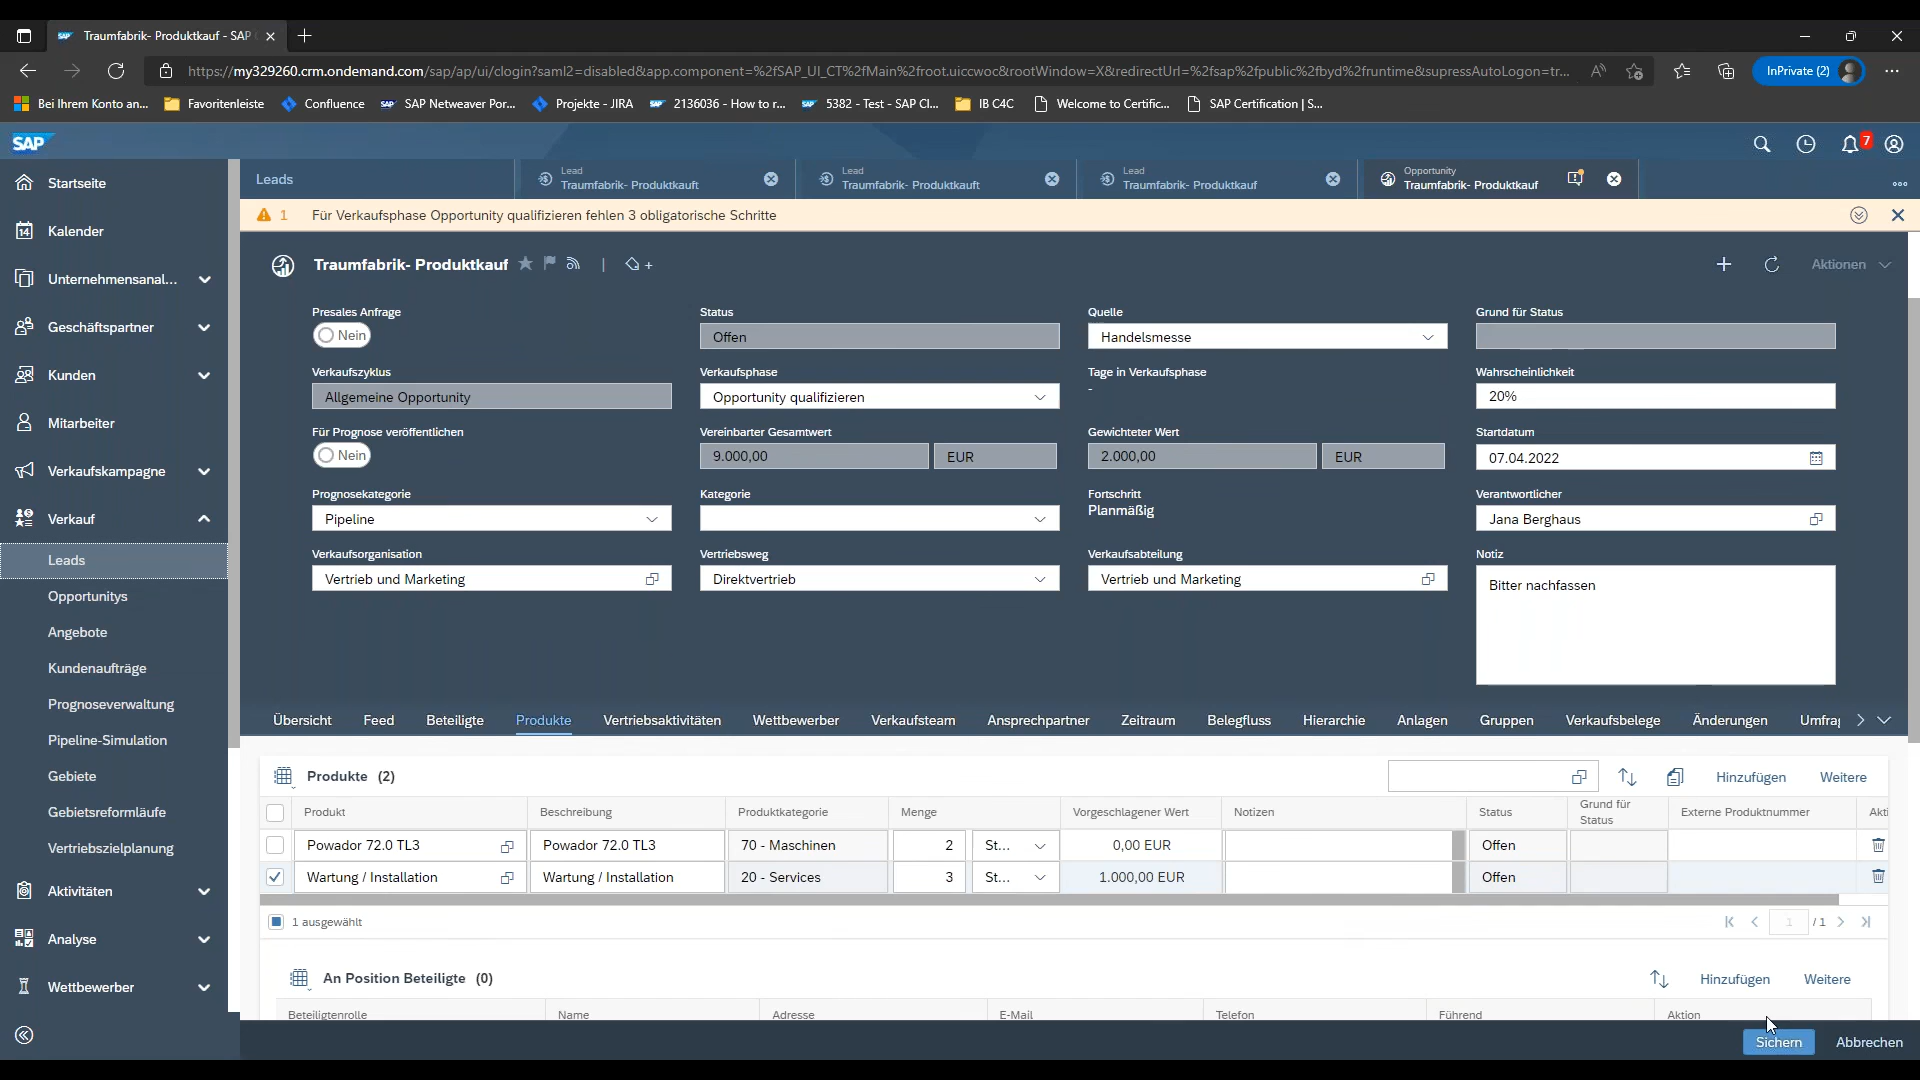 Traumfabrik- Produktkauf - SAP
https://my329260.crm.ondemand.com/sap/ap/ui/clogin?saml2=disabled&app.component=%2fSAP_UI_CT%2fMain%2froot.uiccwoc&rootWindow=X&redirectUrl=%2fsap%2fpublic%2fbyd%2fruntime&supressAutoLogon=tr...
InPrivate (2)
Bei Ihrem Konto an...
Favoritenleiste
Confluence
SAP Netweaver Por...
Projekte - JIRA
2136036 - How to r...
5382 - Test - SAP Cl...
IB C4C
Welcome to Certific...
SAP Certification | S...
SAP
7
Startseite
Kalender
Unternehmensanal...
Geschäftspartner
Kunden
Mitarbeiter
Verkaufskampagne
Verkauf
Leads
Opportunitys
Angebote
Kundenaufträge
Prognoseverwaltung
Pipeline-Simulation
Gebiete
Gebietsreformläufe
Vertriebszielplanung
Aktivitäten
Analyse
Wettbewerber
Leads
Lead
Traumfabrik- Produktkauft
Lead
Traumfabrik- Produktkauft
Lead
Traumfabrik- Produktkauf
Opportunity
Traumfabrik- Produktkauf
1 Für Verkaufsphase Opportunity qualifizieren fehlen 3 obligatorische Schritte
Traumfabrik- Produktkauf
Aktionen
Presales Anfrage
Nein
Status
Offen
Quelle
Handelsmesse
Grund für Status
Verkaufszyklus
Allgemeine Opportunity
Verkaufsphase
Opportunity qualifizieren
Tage in Verkaufsphase
-
Wahrscheinlichkeit
20%
Für Prognose veröffentlichen
Nein
Vereinbarter Gesamtwert
9.000,00 EUR
Gewichteter Wert
2.000,00 EUR
Startdatum
07.04.2022
Prognosekategorie
Pipeline
Kategorie
Fortschritt
Planmäßig
Verantwortlicher
Jana Berghaus
Verkaufsorganisation
Vertrieb und Marketing
Vertriebsweg
Direktvertrieb
Verkaufsabteilung
Vertrieb und Marketing
Notiz
Bitter nachfassen
Übersicht Feed Beteiligte Produkte Vertriebsaktivitäten Wettbewerber Verkaufsteam Ansprechpartner Zeitraum Belegfluss Hierarchie Anlagen Gruppen Verkaufsbelege Änderungen Umfra
Produkte (2)
Hinzufügen Weitere
Produkt Beschreibung Produktkategorie Menge Vorgeschlagener Wert Notizen Status Grund für Status Externe Produktnummer Akti
Powador 72.0 TL3 Powador 72.0 TL3 70 - Maschinen 2 St... 0,00 EUR Offen
Wartung / Installation Wartung / Installation 20 - Services 3 St... 1.000,00 EUR Offen
1 ausgewählt
1 / 1
An Position Beteiligte (0)
Hinzufügen Weitere
Beteiligtenrolle Name Adresse E-Mail Telefon Führend Aktion
Sichern Abbrechen